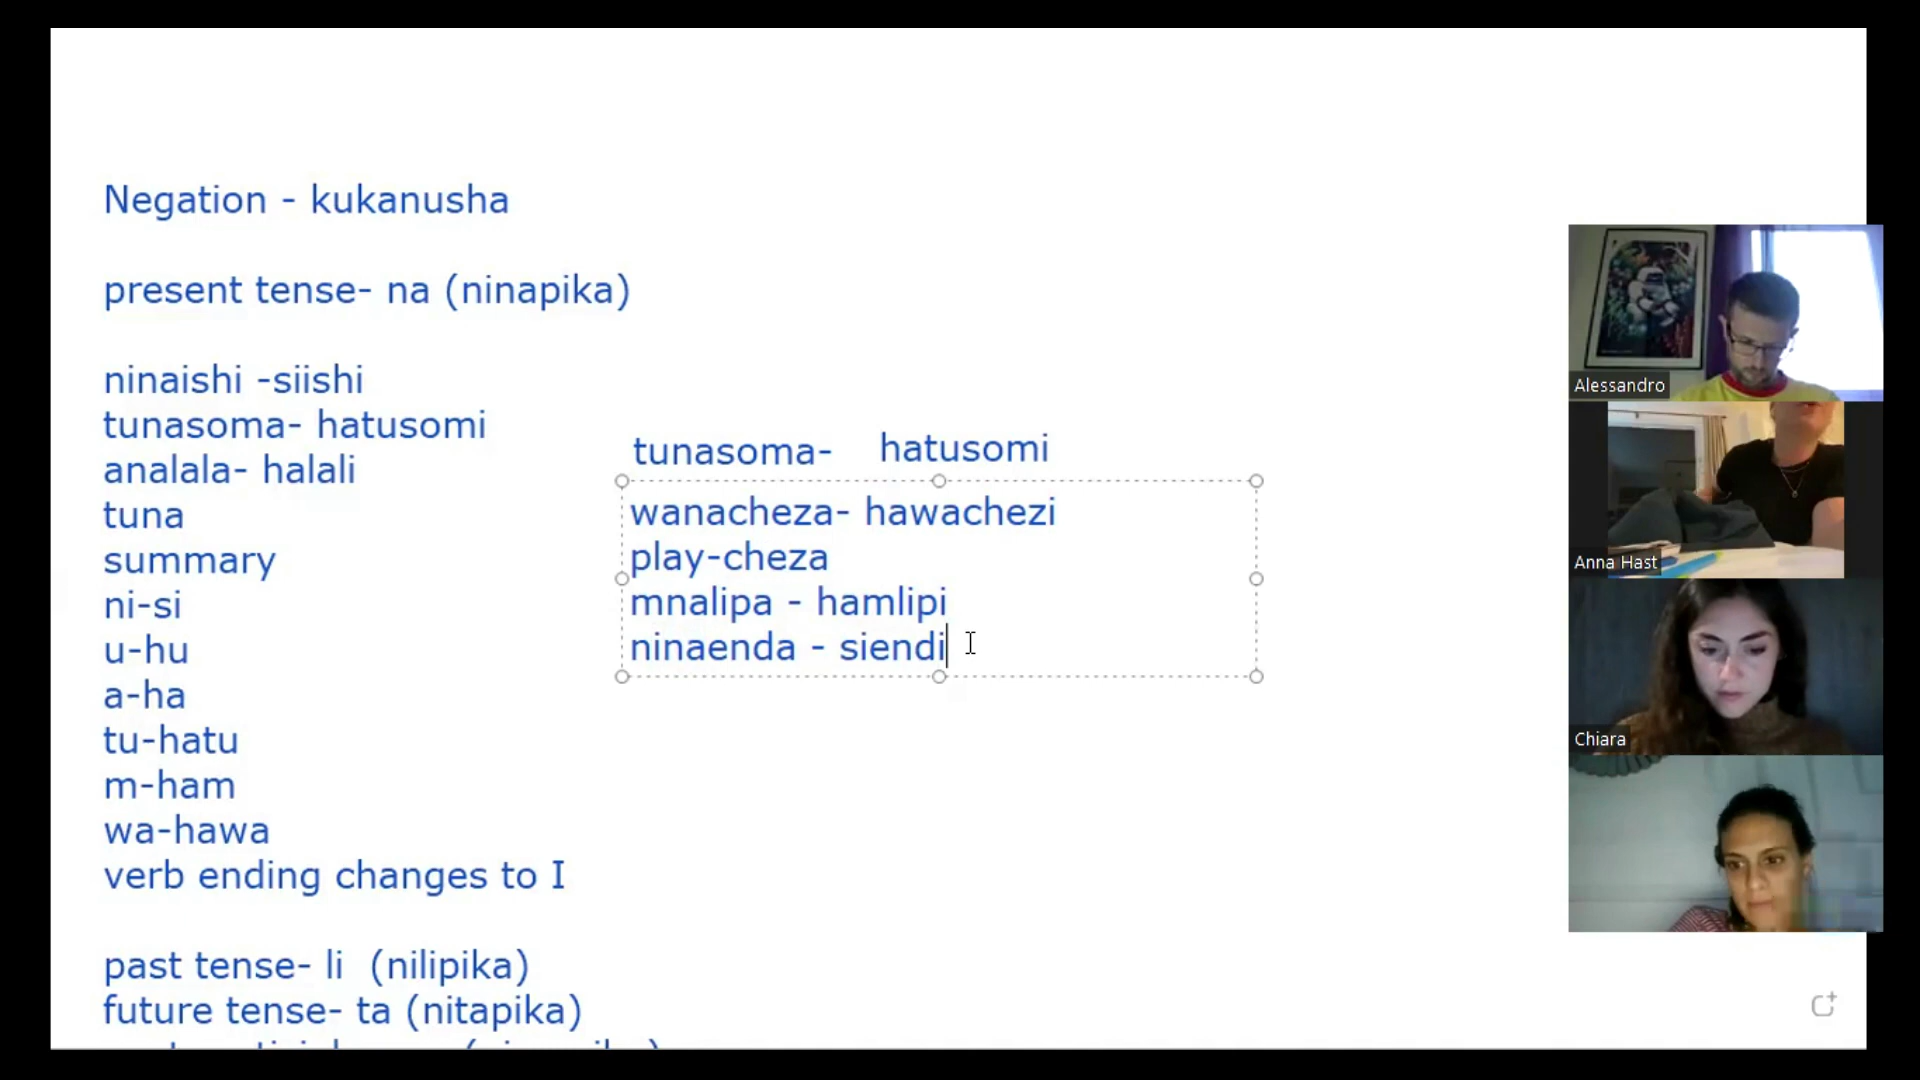 Negation - kukanusha
present tense- na (ninapika)
ninaishi -siishi
tunasoma- hatusomi
analala- halali
tuna
summary
ni-si
u-hu
a-ha
tu-hatu
m-ham
wa-hawa
verb ending changes to I
past tense- li (nilipika)
future tense- ta (nitapika)
tunasoma- hatusomi
wanacheza- hawachezi
play-cheza
mnalipa - hamlipi
ninaenda - siendi
Alessandro
Anna Hast
Chiara